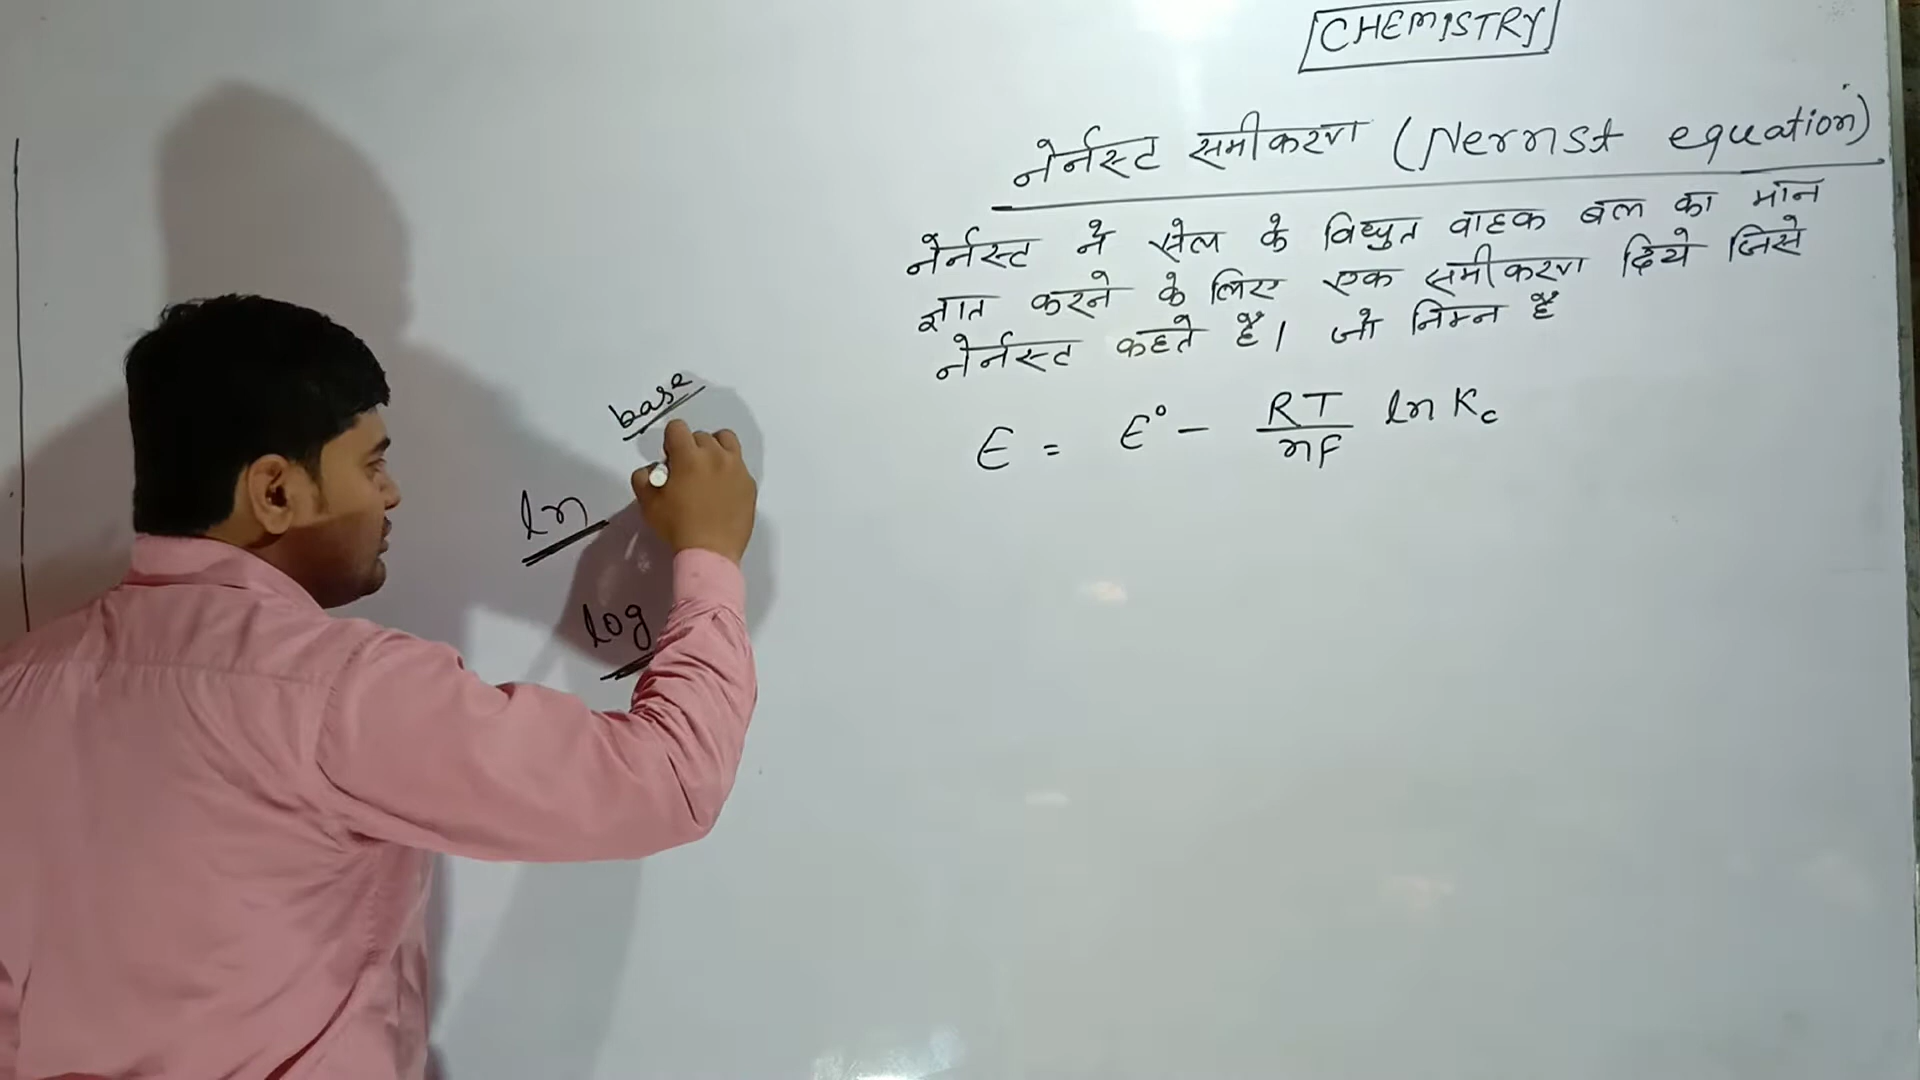 CHEMISTRY
नेर्नस्ट समीकरण (Nernst equation)
नेर्नस्ट ने सेल के विध्युत वाहक बल का मान
ज्ञात करने के लिए एक समीकरण दिये जिसे
नेर्नस्ट कहते हैं। जो निम्न है
E = E° - RT/nF ln Kc
base
ln
log